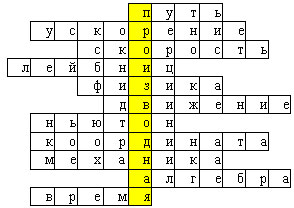 путь
ускорение
скорость
лейбниц
физика
движение
ньютон
координата
механика
алгебра
время